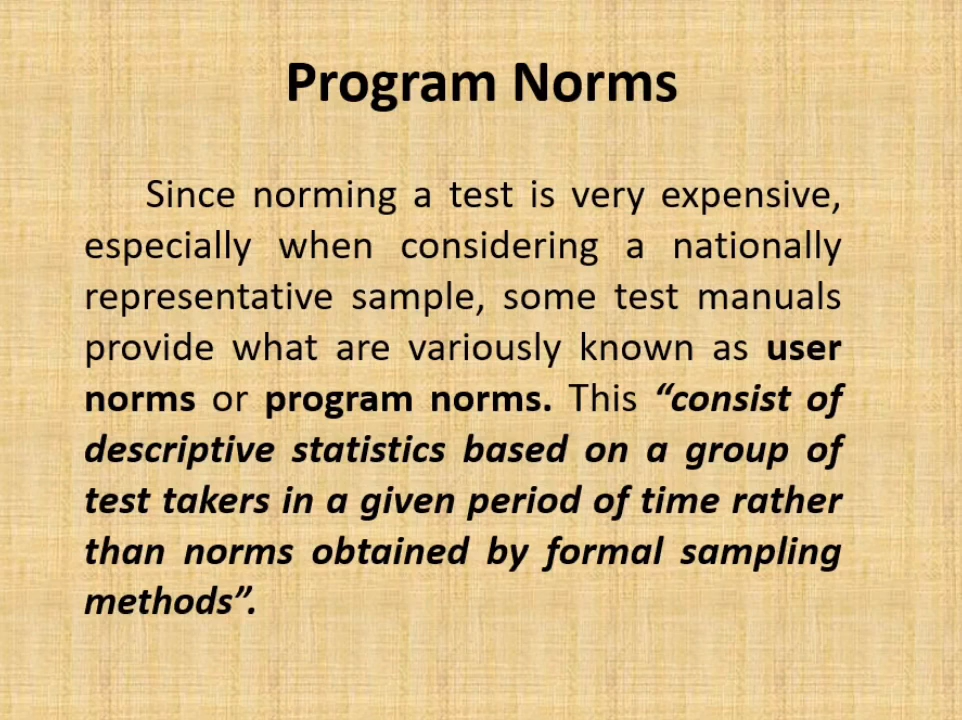 Program Norms
Since norming a test is very expensive,
especially when considering a nationally
representative sample, some test manuals
provide what are variously known as user
norms or program norms. This “consist of
descriptive statistics based on a group of
test takers in a given period of time rather
than norms obtained by formal sampling
methods”.